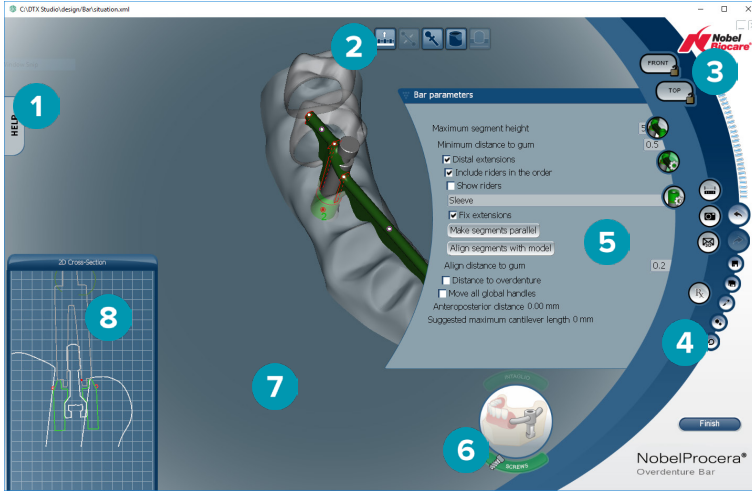 C:\DTX Studio\design/Bar\situation.xml
Nobel
Biocare®
1
HELP
2
3
FRONT
TOP
Bar parameters
Maximum segment height 5
Minimum distance to gum 0.5
Distal extensions
Include riders in the order
Show riders
Sleeve
Fix extensions
Make segments parallel
5
Align segments with model
Align distance to gum 0.2
Distance to overdenture
Move all global handles
Anteroposterior distance 0.00 mm
Suggested maximum cantilever length 0 mm
Rx
4
2D Cross-Section
8
7
6
SCREWS
Finish
NobelProcera®
Overdenture Bar